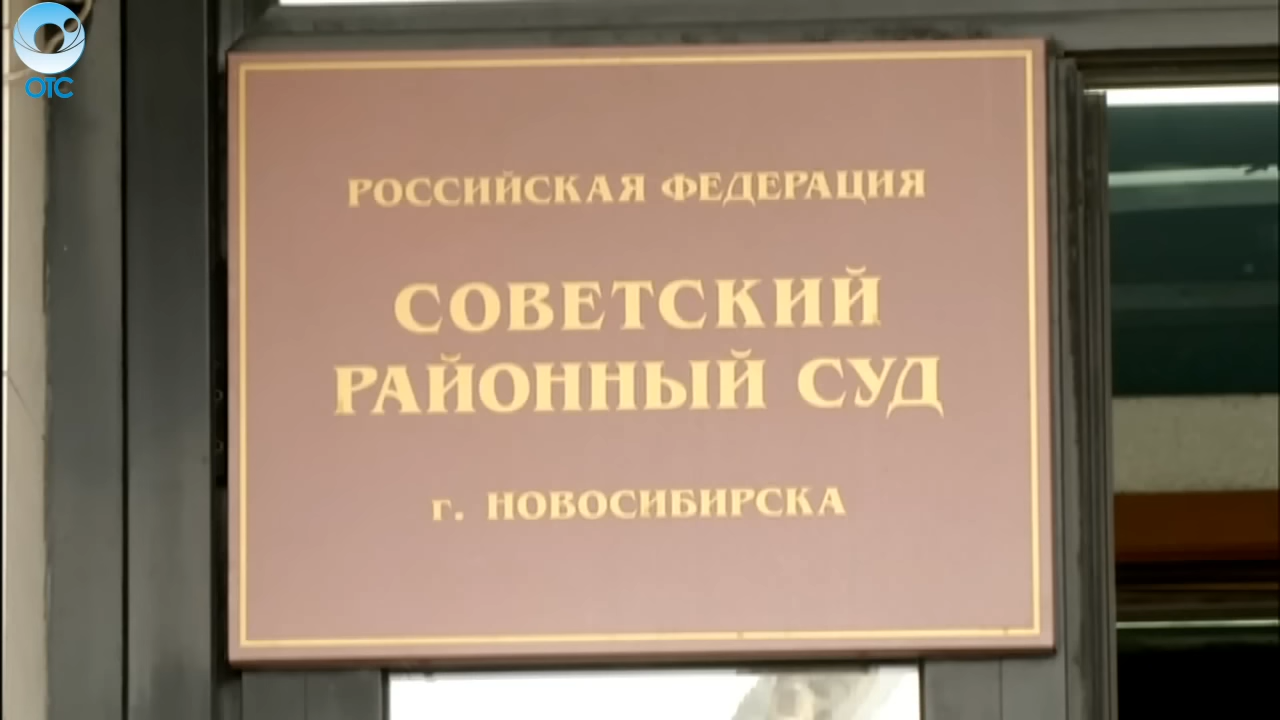 ОТС
РОССИЙСКАЯ ФЕДЕРАЦИЯ
СОВЕТСКИЙ
РАЙОННЫЙ СУД
г. НОВОСИБИРСКА